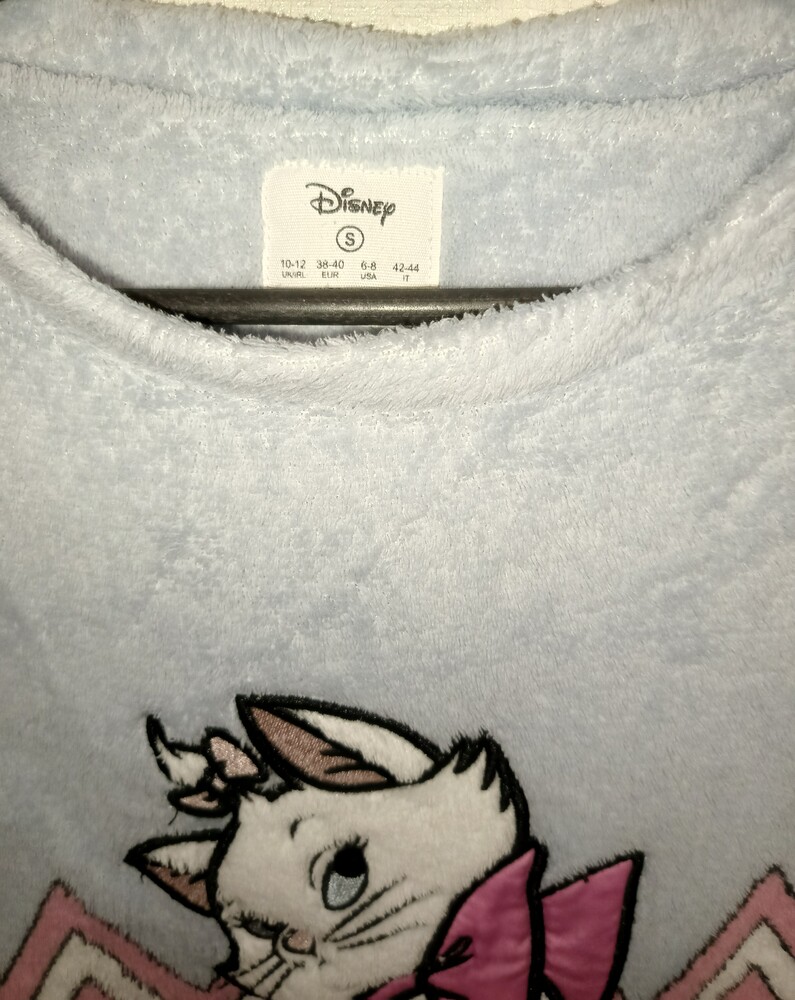 Disney
S
10-12 38-40 6-8 42-44
UK/IRL EUR USA IT